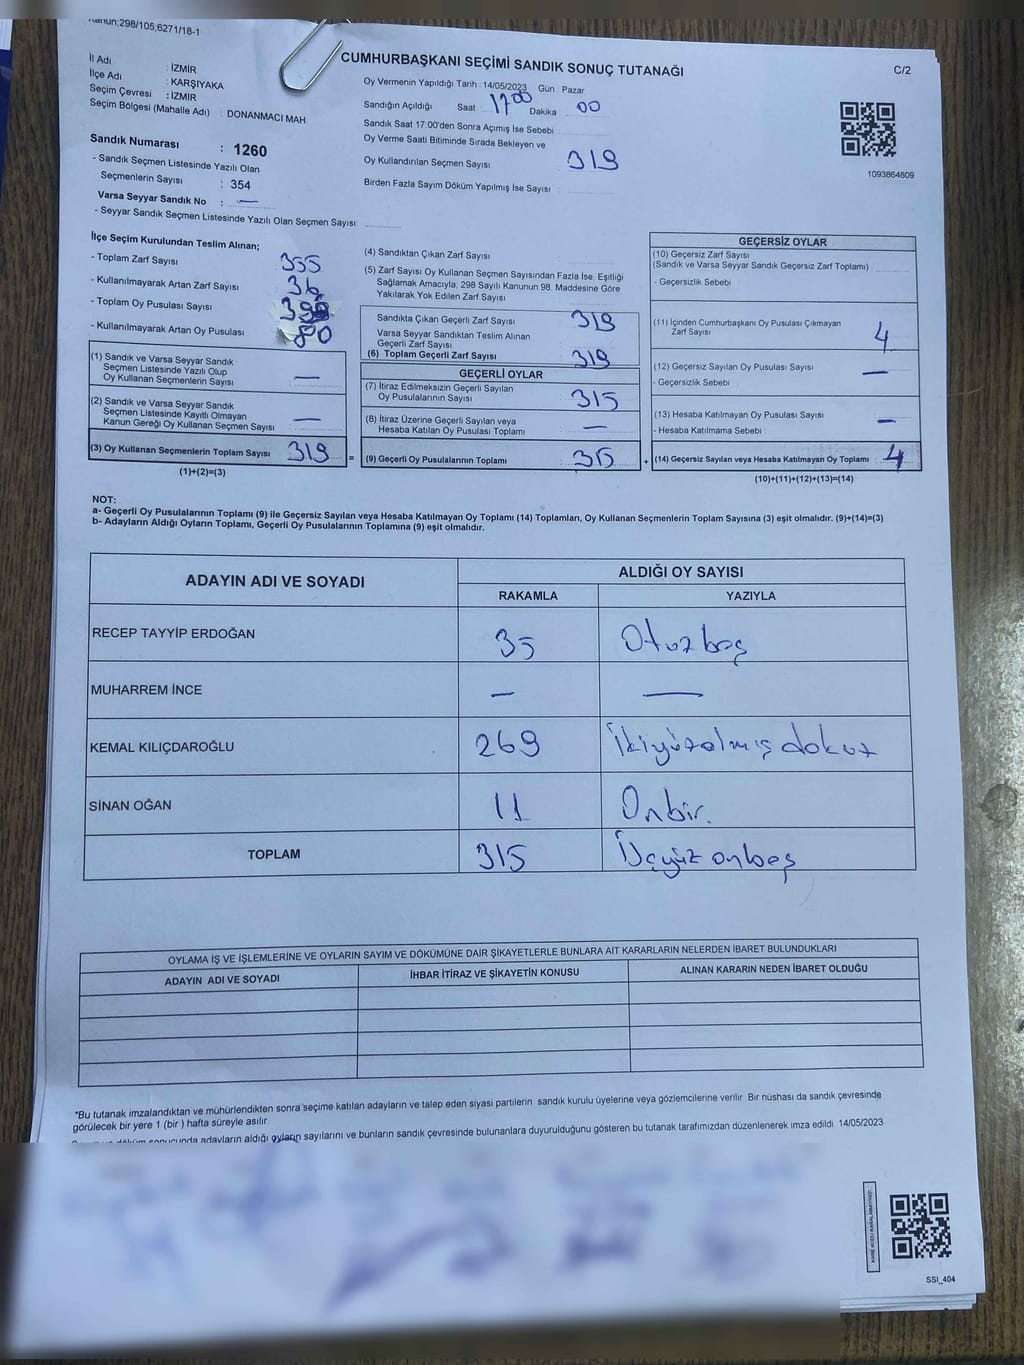 Kanun;298/105,6271/18-1
CUMHURBAŞKANI SEÇİMİ SANDIK SONUÇ TUTANAĞI
C/2
İl Adı : İZMİR
İlçe Adı : KARŞIYAKA
Seçim Çevresi : İZMİR
Seçim Bölgesi (Mahalle Adı) : DONANMACI MAH.
Oy Vermenin Yapıldığı Tarih 14/05/2023 Gün Pazar
Sandığın Açıldığı Saat 17 00 Dakika 00
Sandık Saat 17.00'den Sonra Açımış İse Sebebi
Oy Verme Saati Bitiminde Sırada Bekleyen ve
Oy Kullandırılan Seçmen Sayısı 319
Birden Fazla Sayım Döküm Yapılmış İse Sayısı
1093864809
Sandık Numarası : 1260
- Sandık Seçmen Listesinde Yazılı Olan
Seçmenlerin Sayısı : 354
Varsa Seyyar Sandık No : —
- Seyyar Sandık Seçmen Listesinde Yazılı Olan Seçmen Sayısı:
İlçe Seçim Kurulundan Teslim Alınan;
- Toplam Zarf Sayısı 355
- Kullanılmayarak Artan Zarf Sayısı 36
- Toplam Oy Pusulası Sayısı
- Kullanılmayarak Artan Oy Pusulası 80
(1) Sandık ve Varsa Seyyar Sandık
Seçmen Listesinde Yazılı Olup
Oy Kullanan Seçmenlerin Sayısı —
(2) Sandık ve Varsa Seyyar Sandık
Seçmen Listesinde Kayıtlı Olmayan
Kanun Gereği Oy Kullanan Seçmen Sayısı —
(3) Oy Kullanan Seçmenlerin Toplam Sayısı 319 =
(1)+(2)=(3)
(4) Sandıktan Çıkan Zarf Sayısı
(5) Zarf Sayısı Oy Kullanan Seçmen Sayısından Fazla İse, Eşitliği
Sağlamak Amacıyla, 298 Sayılı Kanunun 98. Maddesine Göre
Yakılarak Yok Edilen Zarf Sayısı
Sandıkta Çıkan Geçerli Zarf Sayısı 319
Varsa Seyyar Sandıktan Teslim Alınan
Geçerli Zarf Sayısı
(6) Toplam Geçerli Zarf Sayısı 319
GEÇERLİ OYLAR
(7) İtiraz Edilmeksizin Geçerli Sayılan
Oy Pusulalarının Sayısı 315
(8) İtiraz Üzerine Geçerli Sayılan veya
Hesaba Katılan Oy Pusulası Toplamı —
(9) Geçerli Oy Pusulalarının Toplamı 315 +
GEÇERSİZ OYLAR
(10) Geçersiz Zarf Sayısı
(Sandık ve Varsa Seyyar Sandık Geçersiz Zarf Toplamı)
- Geçersizlik Sebebi
(11) İçinden Cumhurbaşkanı Oy Pusulası Çıkmayan
Zarf Sayısı 4
(12) Geçersiz Sayılan Oy Pusulası Sayısı —
- Geçersizlik Sebebi
(13) Hesaba Katılmayan Oy Pusulası Sayısı —
- Hesaba Katılmama Sebebi
(14) Geçersiz Sayılan veya Hesaba Katılmayan Oy Toplamı 4
(10)+(11)+(12)+(13)=(14)
NOT:
a- Geçerli Oy Pusulalarının Toplamı (9) ile Geçersiz Sayılan veya Hesaba Katılmayan Oy Toplamı (14) Toplamları, Oy Kullanan Seçmenlerin Toplam Sayısına (3) eşit olmalıdır. (9)+(14)=(3)
b- Adayların Aldığı Oyların Toplamı, Geçerli Oy Pusulalarının Toplamına (9) eşit olmalıdır.
ADAYIN ADI VE SOYADI ALDIĞI OY SAYISI
RAKAMLA YAZIYLA
RECEP TAYYİP ERDOĞAN 35 Otuzbeş
MUHARREM İNCE — —
KEMAL KILIÇDAROĞLU 269 İkiyüzalmış dokuz
SİNAN OĞAN 11 Onbir.
TOPLAM 315 Üçyüz onbeş
OYLAMA İŞ VE İŞLEMLERİNE VE OYLARIN SAYIM VE DÖKÜMÜNE DAİR ŞİKAYETLERLE BUNLARA AİT KARARLARIN NELERDEN İBARET BULUNDUKLARI
ADAYIN ADI VE SOYADI İHBAR İTİRAZ VE ŞİKAYETİN KONUSU ALINAN KARARIN NEDEN İBARET OLDUĞU
*Bu tutanak imzalandıktan ve mühürlendikten sonra seçime katılan adayların ve talep eden siyasi partilerin sandık kurulu üyelerine veya gözlemcilerine verilir. Bir nüshası da sandık çevresinde
görülecek bir yere 1 (bir) hafta süreyle asılır.
döküm sonucunda adayların aldığı oyların sayılarını ve bunların sandık çevresinde bulunanlara duyurulduğunu gösteren bu tutanak tarafımızdan düzenlenerek imza edildi. 14/05/2023
SSI_404